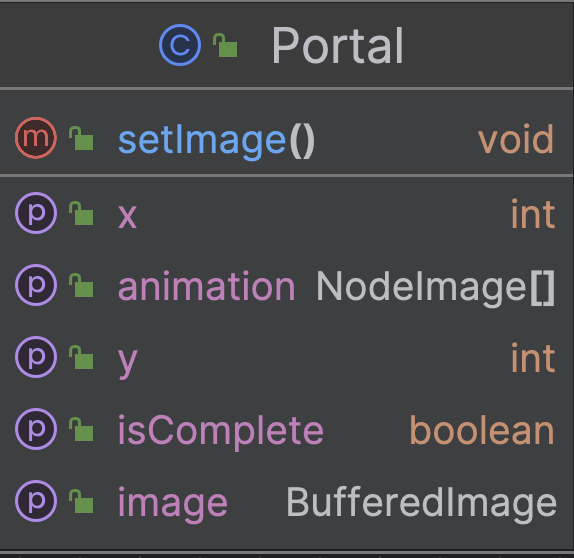 C Portal
m setImage() void
p x int
p animation NodeImage[]
p y int
p isComplete boolean
p image BufferedImage